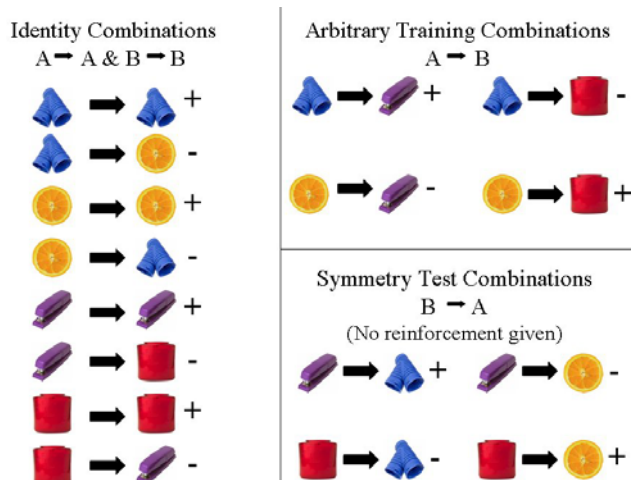 Identity Combinations
A → A & B → B
+
-
+
-
+
-
+
-
Arbitrary Training Combinations
A → B
+ -
- +
Symmetry Test Combinations
B → A
(No reinforcement given)
+ -
- +